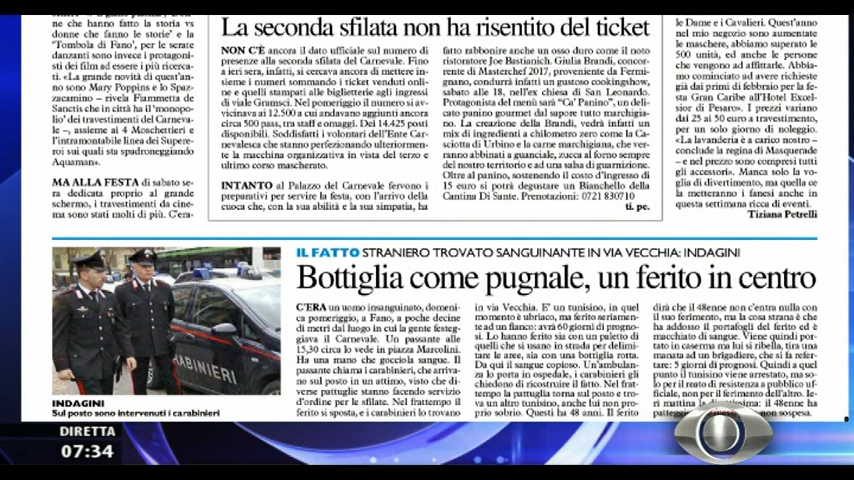 donne che hanno fatto la storia vs
donne che fanno le storie' e la
'Tombola di Fano', per le serate
danzanti sono invece i protagoni-
sti dei film ad essere i più ricerca-
ti. «La grande novità di quest'an-
no sono Mary Poppins e lo Spaz-
zacamino – rivela Fiammetta de
Sanctis che in città ha il 'monopo-
lio' dei travestimenti del Carneva-
le –, assieme ai 4 Moschettieri e
l'intramontabile linea dei Supere-
roi sui quali sta spadroneggiando
Aquaman».
MA ALLA FESTA di sabato se-
ra dedicata proprio al grande
schermo, i travestimenti da cine-
ma sono stati molti di più. C'era-
La seconda sfilata non ha risentito del ticket
NON C'È ancora il dato ufficiale sul numero di
presenze alla seconda sfilata del Carnevale. Fino
a ieri sera, infatti, si cercava ancora di mettere in-
sieme i numeri sommando i ticket venduti onli-
ne e quelli stampati alle biglietterie agli ingressi
di viale Gramsci. Nel pomeriggio il numero si av-
vicinava ai 12.500 a cui andavano aggiunti ancora
circa 500 pass, tra staff e omaggi. Dei 14.425 posti
disponibili. Soddisfatti i volontari dell'Ente Car-
nevalesca che stanno perfezionando ulteriormen-
te la macchina organizzativa in vista del terzo e
ultimo corso mascherato.
INTANTO al Palazzo del Carnevale fervono i
preparativi per servire la festa, con l'arrivo della
cuoca che, con la sua abilità e la sua simpatia, ha
fatto rabbonire anche un osso duro come il noto
ristoratore Joe Bastianich. Giulia Brandi, concor-
rente di Masterchef 2017, proveniente da Fermi-
gnano, condurrà infatti un gustoso cookingshow,
sabato alle 18, nell'ex chiesa di San Leonardo.
Protagonista del menù sarà "Ca' Panino", un deli-
cato panino gourmet dal sapore tutto marchigia-
no. La creazione della Brandi, vedrà infatti un
mix di ingredienti a chilometro zero come la Ca-
sciotta di Urbino e la carne marchigiana, che ver-
ranno abbinati a guanciale, zucca al forno sempre
del nostro territorio e ad una salsa di guarnizione.
Oltre al panino, sostenendo il costo d'ingresso di
15 euro si potrà degustare un Bianchello della
Cantina Di Sante. Prenotazioni: 0721 830710
ti. pe.
le Dame e i Cavalieri. Quest'anno
nel mio negozio sono aumentate
le maschere, abbiamo superato le
500 unità, ed anche le persone
che vengono ad affittarle. Abbia-
mo cominciato ad avere richieste
già dai primi di febbraio per la fe-
sta Gran Caribe all'Hotel Excel-
sior di Pesaro». I prezzi variano
dai 25 ai 50 euro a travestimento,
per un solo giorno di noleggio.
«La lavanderia è a carico nostro –
conclude la regina di Masquerade
– e nel prezzo sono compresi tutti
gli accessori». Manca solo la vo-
glia di divertimento, ma quella ce
la metteranno i fanesi anche in
questa settimana ricca di eventi.
Tiziana Petrelli
CARABINIERI
INDAGINI
Sul posto sono intervenuti i carabinieri
IL FATTO STRANIERO TROVATO SANGUINANTE IN VIA VECCHIA: INDAGINI
Bottiglia come pugnale, un ferito in centro
C'ERA un uomo insanguinato, domeni-
ca pomeriggio, a Fano, a poche decine
di metri dal luogo in cui la gente festeg-
giava il Carnevale. Un passante alle
15,30 circa lo vede in piazza Marcolini.
Ha una mano che gocciola sangue. Il
passante chiama i carabinieri, che arriva-
no sul posto in un attimo, visto che di-
verse pattuglie stanno facendo servizio
d'ordine per le sfilate. Nel frattempo il
ferito si sposta, e i carabinieri lo trovano
in via Vecchia. E' un tunisino, in quel
momento è ubriaco, ma ferito seriamen-
te ad un fianco: avrà 60 giorni di progno-
si. Lo hanno ferito sia con un paletto di
quelli che si usano in strada per delimi-
tare le aree, sia con una bottiglia rotta.
Da qui il sangue copioso. Un'ambulan-
za lo porta in ospedale, i carabinieri gli
chiedono di ricostruire il fatto. Nel frat-
tempo la pattuglia torna sul posto e tro-
va un altro tunisino, anche lui non pro-
prio sobrio. Questi ha 48 anni. Il ferito
dirà che il 48enne non c'entra nulla con
il suo ferimento, ma la cosa strana è che
ha addosso il portafogli del ferito ed è
macchiato di sangue. Viene quindi por-
tato in caserma ma lui si ribella, tira una
manata ad un brigadiere, che si fa refer-
tare: 5 giorni di prognosi. Quindi a quel
punto il tunisino viene arrestato, ma so-
lo per il reato di resistenza a pubblico uf-
ficiale, non per il ferimento dell'altro. Ie-
ri mattina la direttissima: il 48enne ha
non sospesa.
DIRETTA
07:34